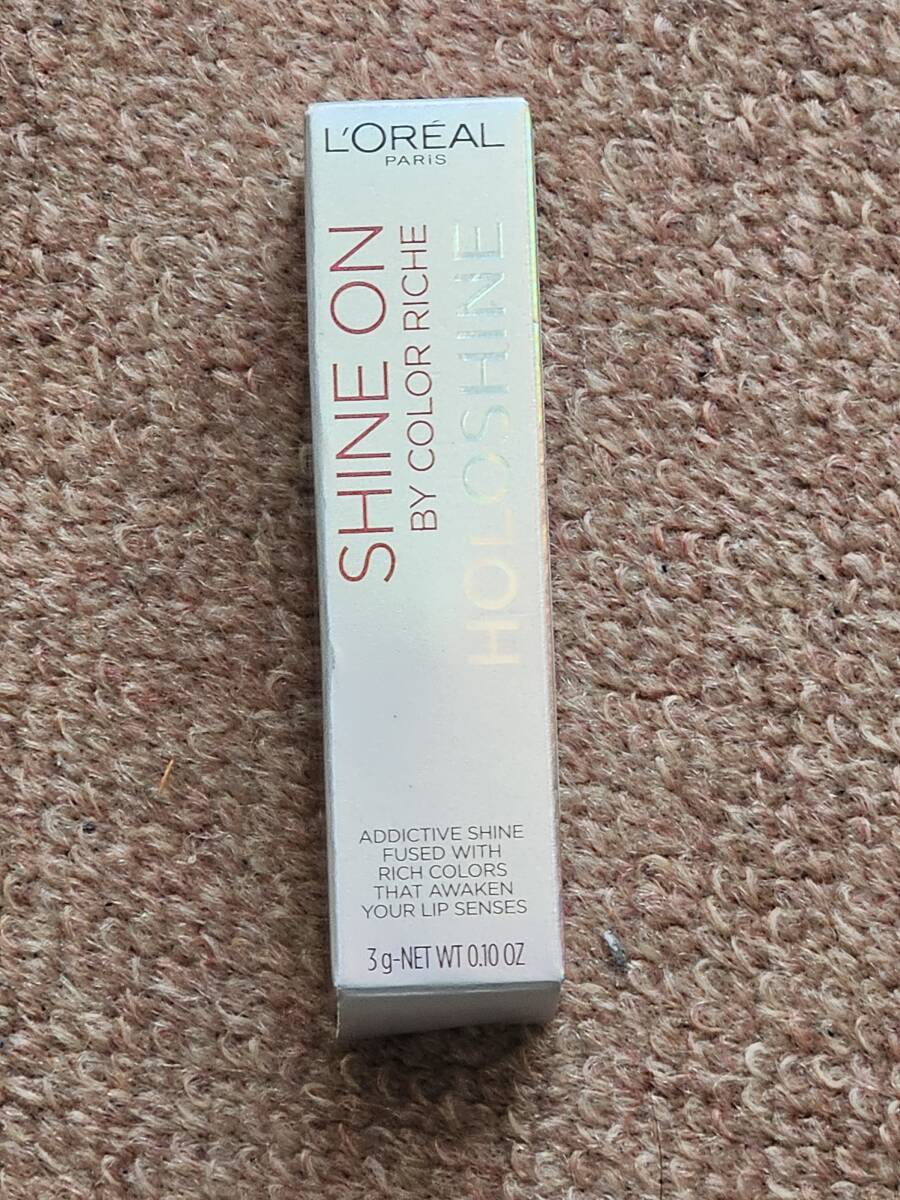 L'ORÉAL
PARIS
SHINE ON
BY COLOR RICHE
HOLOSHINE
ADDICTIVE SHINE
FUSED WITH
RICH COLORS
THAT AWAKEN
YOUR LIP SENSES
3 g-NET WT 0.10 OZ